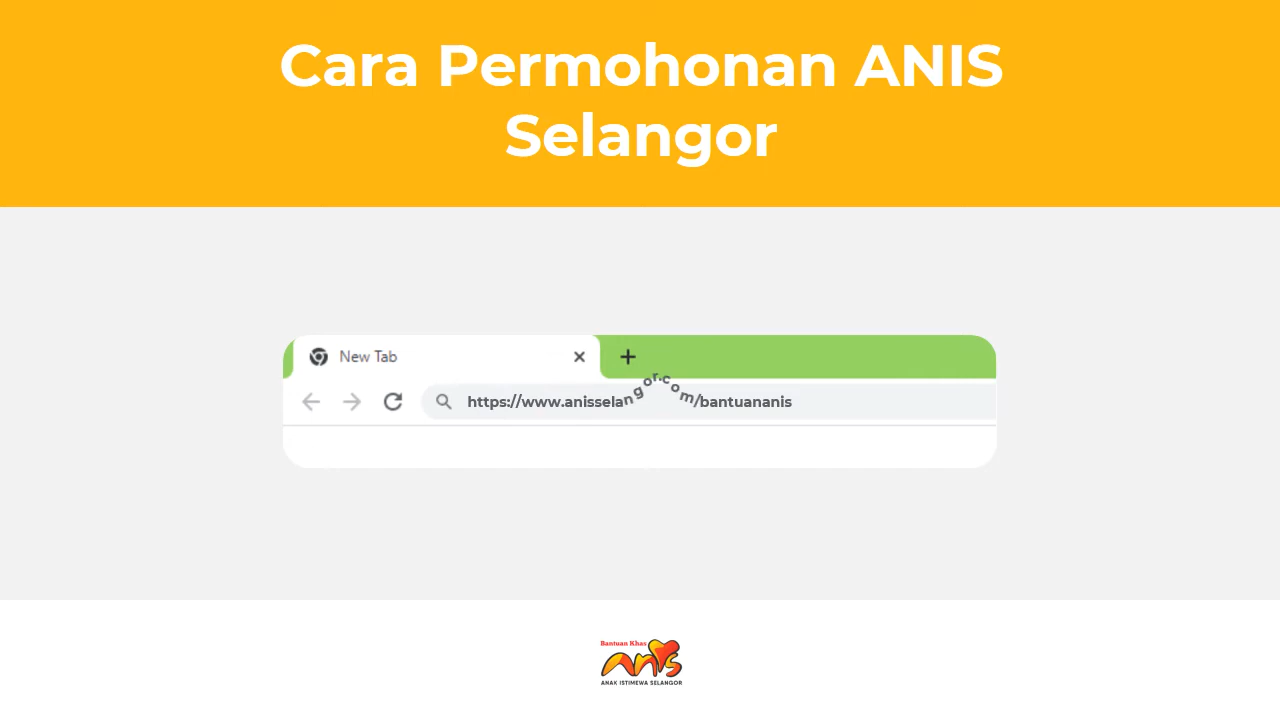 Cara Permohonan ANIS
Selangor
New Tab
https://www.anisselangor.com/bantuananis
Bantuan Khas
anis
ANAK ISTIMEWA SELANGOR